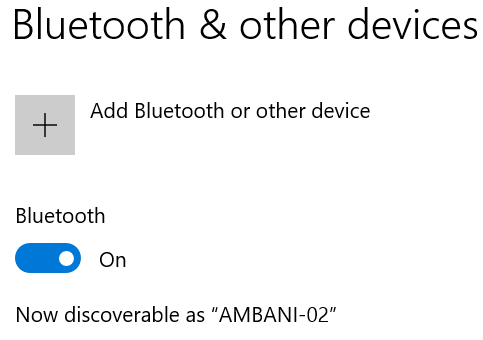 Bluetooth & other devices
Add Bluetooth or other device
Bluetooth
On
Now discoverable as “AMBANI-02”